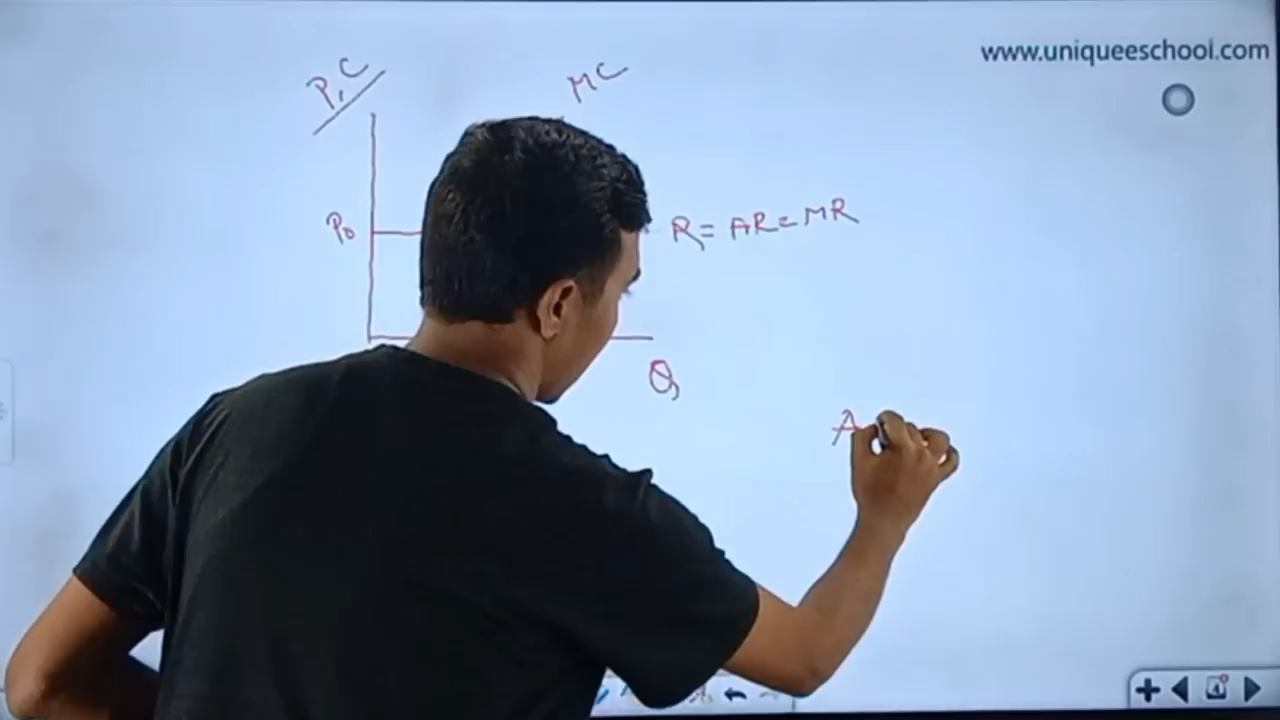 www.uniqueeschool.com
P, C
MC
P0
P = AR = MR
Q
A